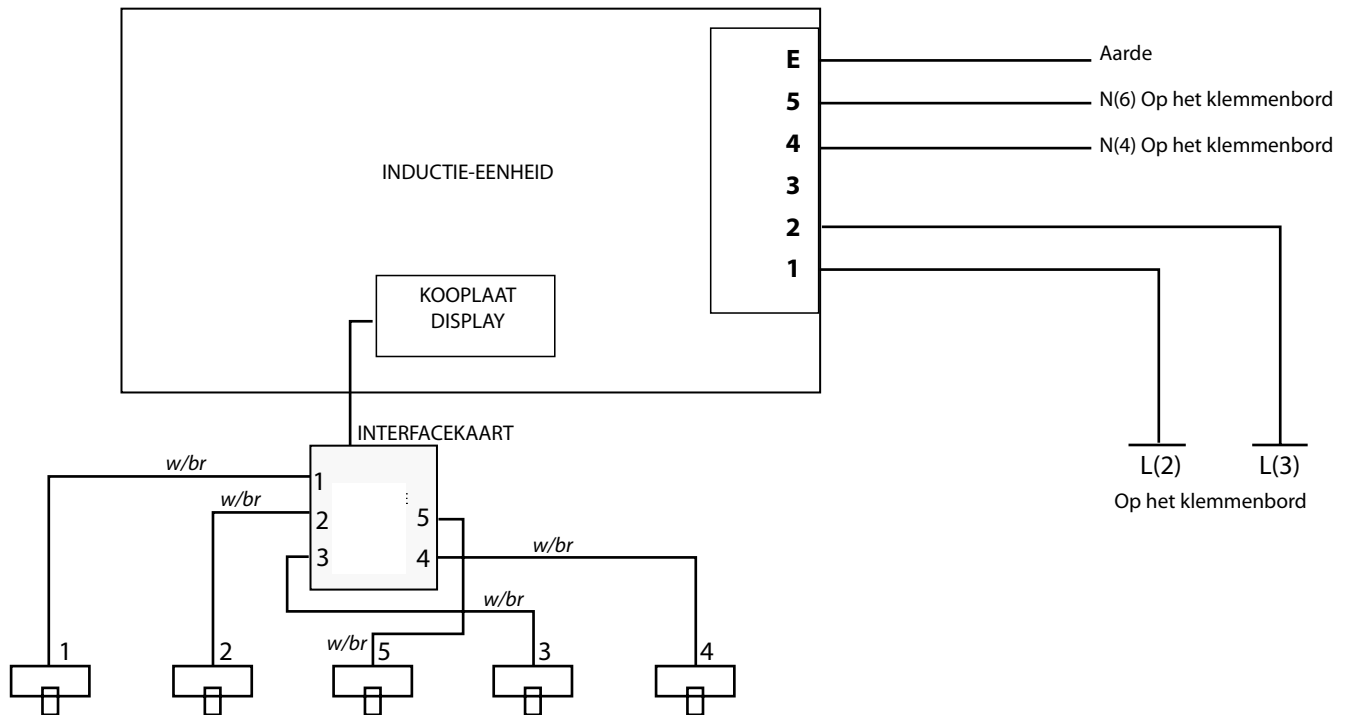 E
Aarde
5
N(6) Op het klemmenbord
4
N(4) Op het klemmenbord
3
2
1
INDUCTIE-EENHEID
KOOPLAAT
DISPLAY
INTERFACEKAART
L(2)
L(3)
Op het klemmenbord
w/br
1
w/br
2
5
3
4
w/br
w/br
w/br
1
2
5
3
4